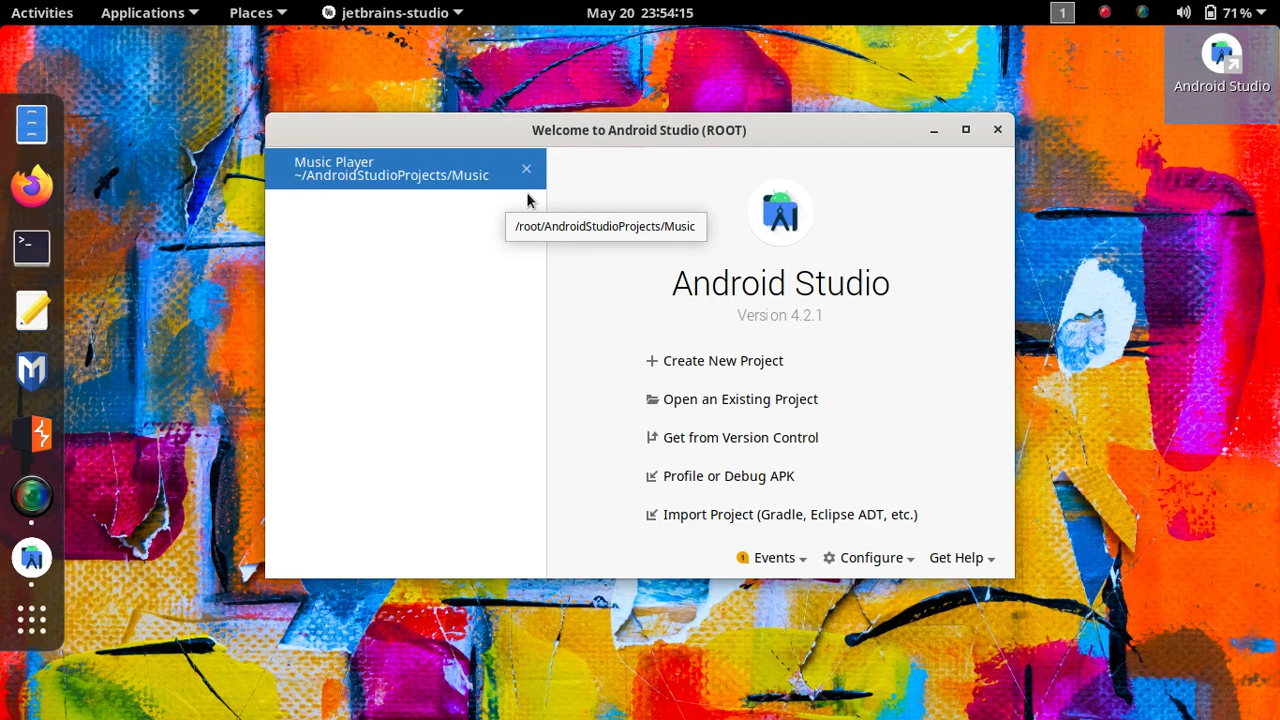 Activities Applications Places jetbrains-studio May 20 23:54:15 1 71%
Android Studio
Welcome to Android Studio (ROOT)
Music Player
~/AndroidStudioProjects/Music
/root/AndroidStudioProjects/Music
Android Studio
Version 4.2.1
Create New Project
Open an Existing Project
Get from Version Control
Profile or Debug APK
Import Project (Gradle, Eclipse ADT, etc.)
1 Events Configure Get Help